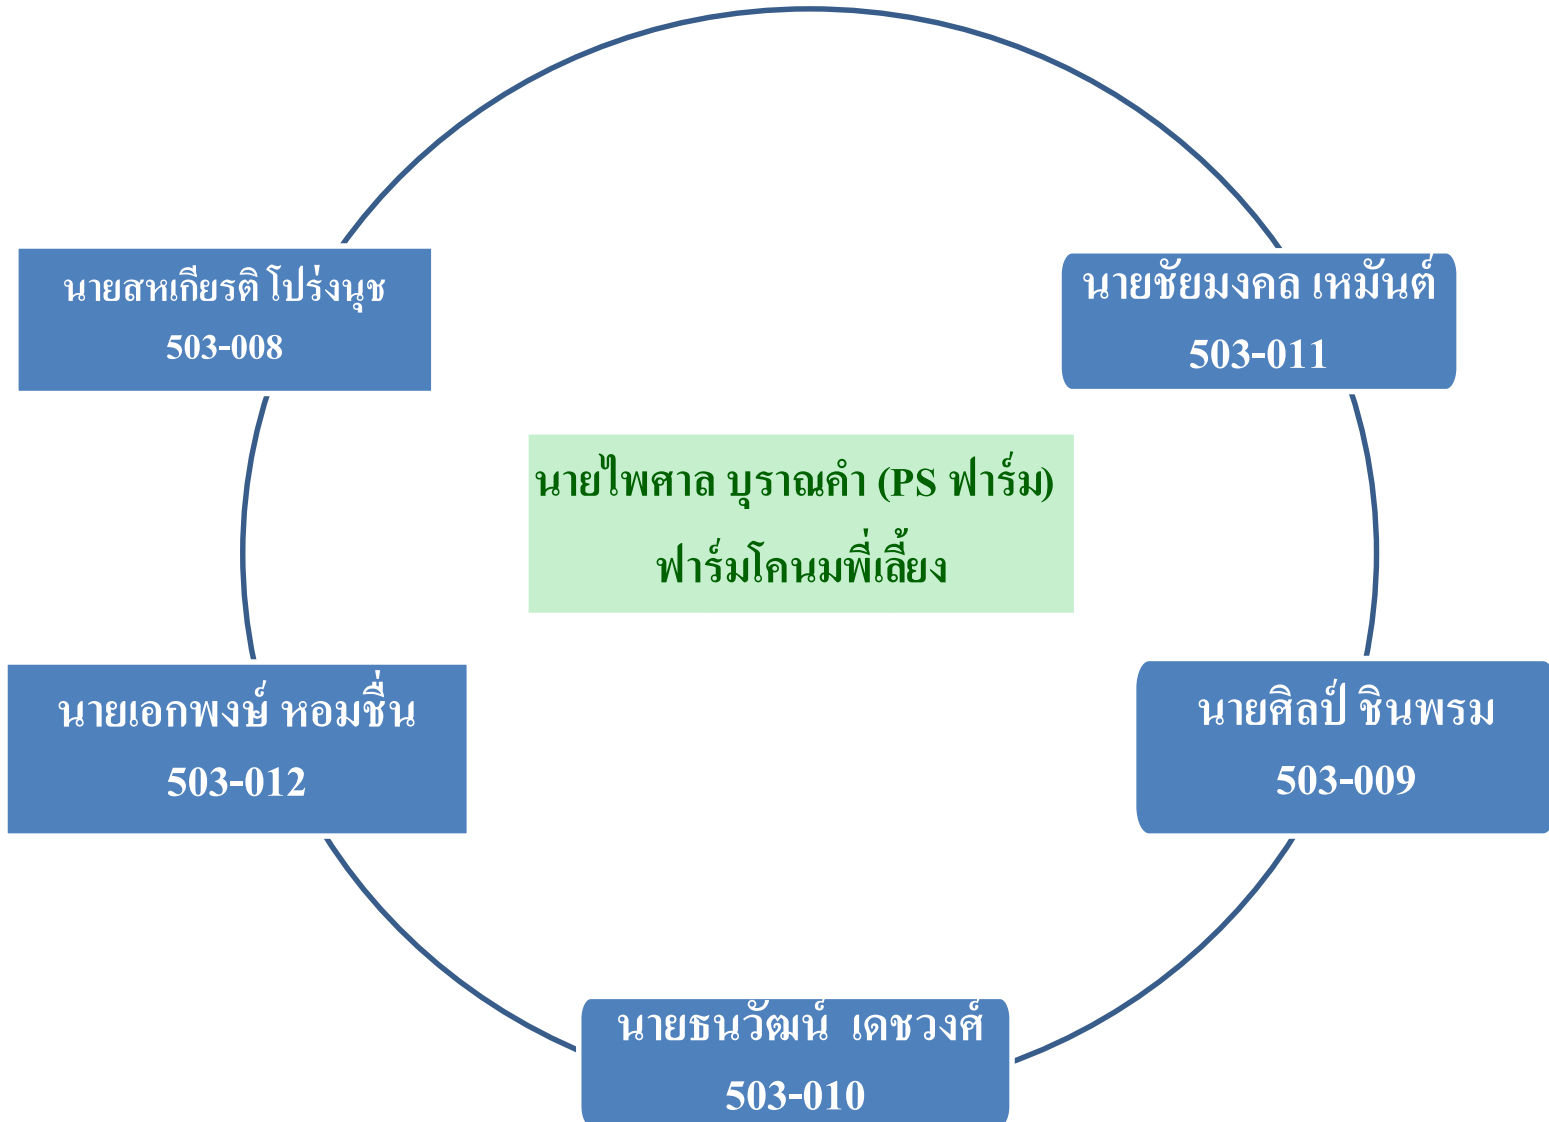 นายสหเกียรติ โปร่งนุช
503-008
นายชัยมงคล เหมันต์
503-011
นายไพศาล บุราณคำ (PS ฟาร์ม)
ฟาร์มโคนมพี่เลี้ยง
นายเอกพงษ์ หอมชื่น
503-012
นายศิลป์ ชินพรม
503-009
นายธนวัฒน์ เดชวงศ์
503-010